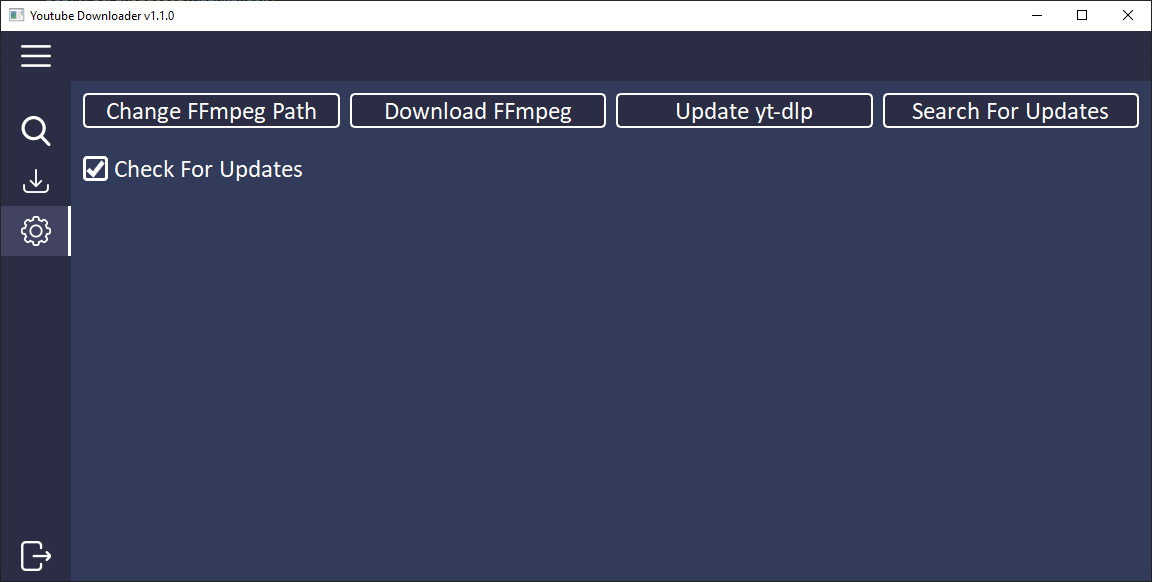 Youtube Downloader v1.1.0
Change FFmpeg Path
Download FFmpeg
Update yt-dlp
Search For Updates
Check For Updates